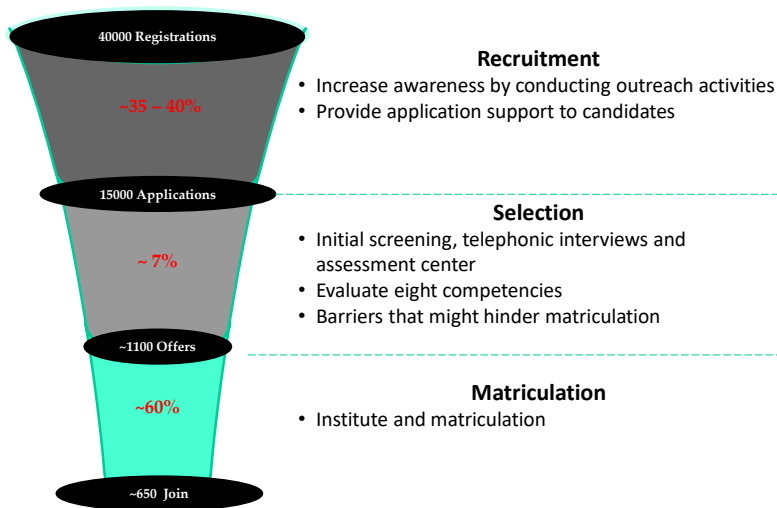 40000 Registrations
~35 – 40%
15000 Applications
~ 7%
~1100 Offers
~60%
~650 Join
Recruitment
• Increase awareness by conducting outreach activities
• Provide application support to candidates
Selection
• Initial screening, telephonic interviews and
assessment center
• Evaluate eight competencies
• Barriers that might hinder matriculation
Matriculation
• Institute and matriculation